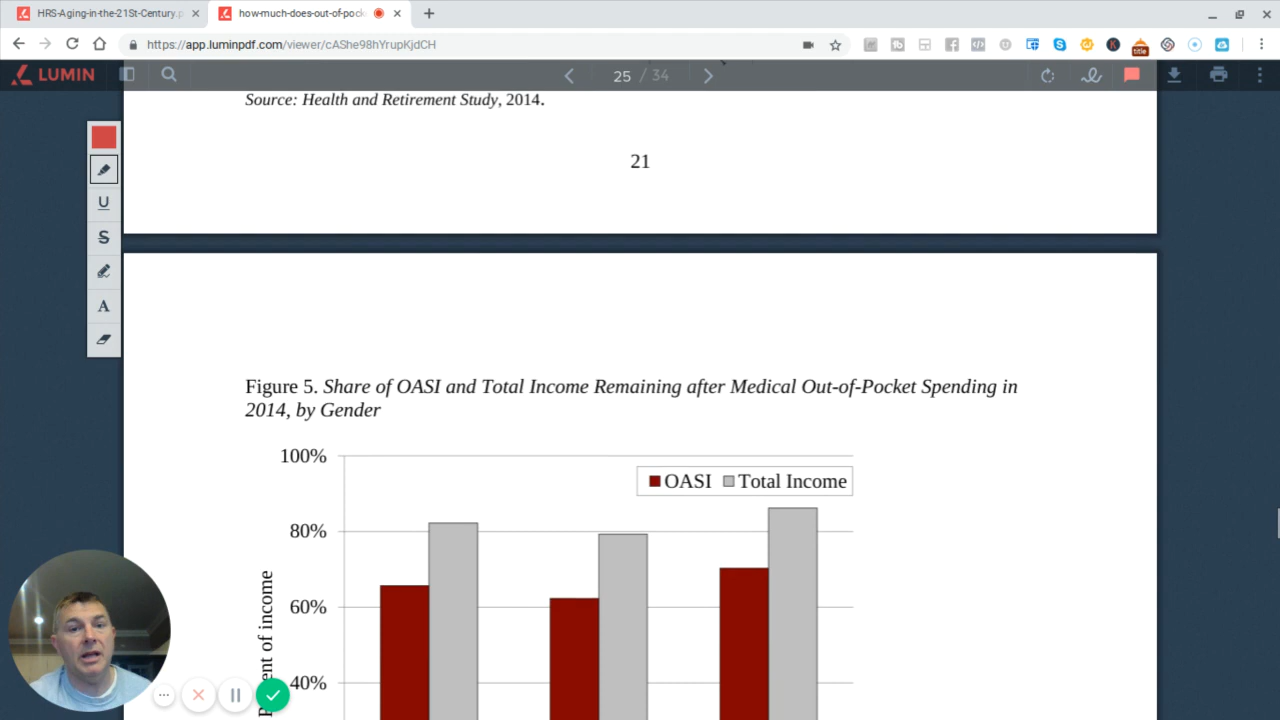 HRS-Aging-in-the-21St-Century.p
how-much-does-out-of-pock
https://app.luminpdf.com/viewer/cAShe98hYrupKjdCH
title
LUMIN
25 / 34
Source: Health and Retirement Study, 2014.
21
U
S
A
Figure 5. Share of OASI and Total Income Remaining after Medical Out-of-Pocket Spending in
2014, by Gender
100%
OASI Total Income
80%
60%
40%
ent of income